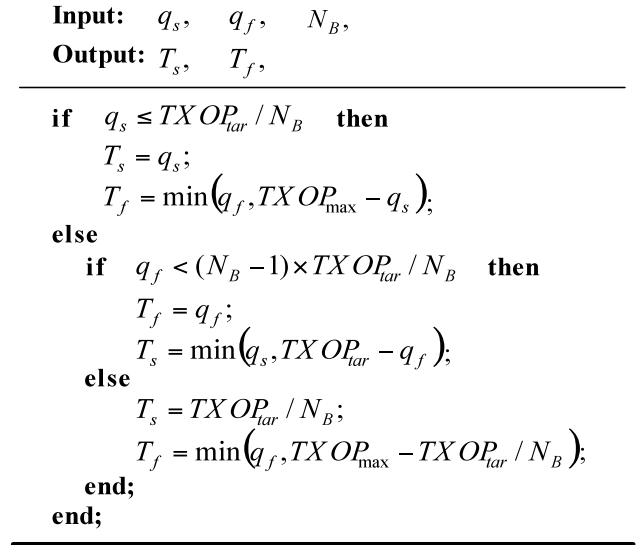 Input: q_s, q_f, N_B,
Output: T_s, T_f,
if q_s ≤ TXOP_tar / N_B then
T_s = q_s;
T_f = min(q_f, TXOP_max − q_s);
else
if q_f < (N_B − 1) × TXOP_tar / N_B then
T_f = q_f;
T_s = min(q_s, TXOP_tar − q_f);
else
T_s = TXOP_tar / N_B;
T_f = min(q_f, TXOP_max − TXOP_tar / N_B);
end;
end;